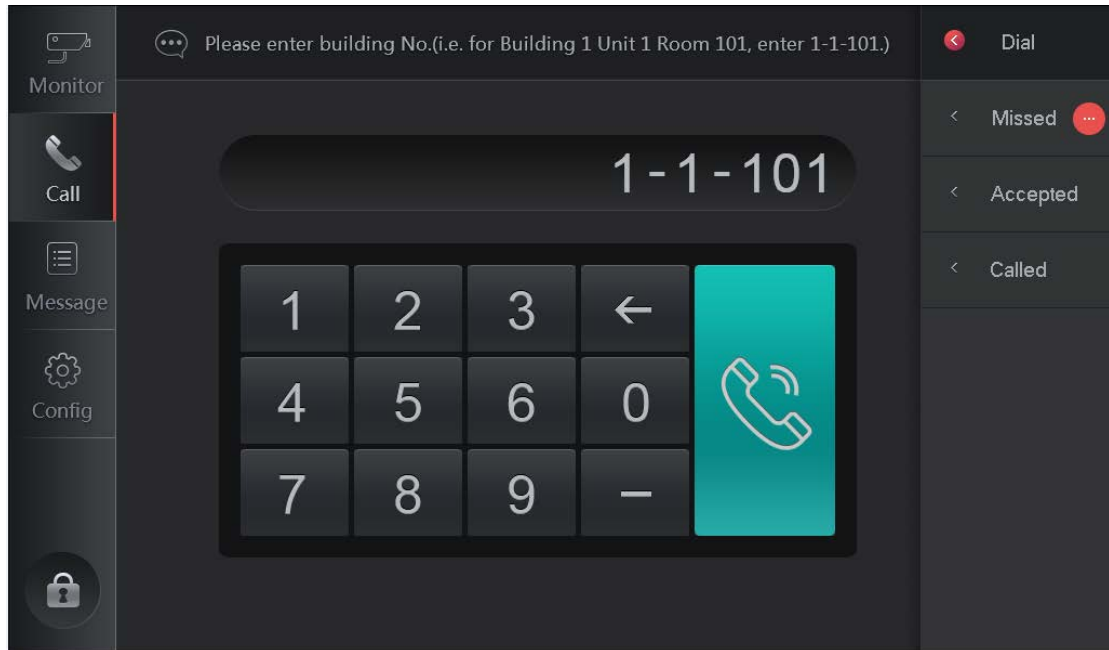 Monitor
Call
Message
Config
Please enter building No.(i.e. for Building 1 Unit 1 Room 101, enter 1-1-101.)
1-1-101
1 2 3 ←
4 5 6 0
7 8 9 -
Dial
Missed ...
Accepted
Called